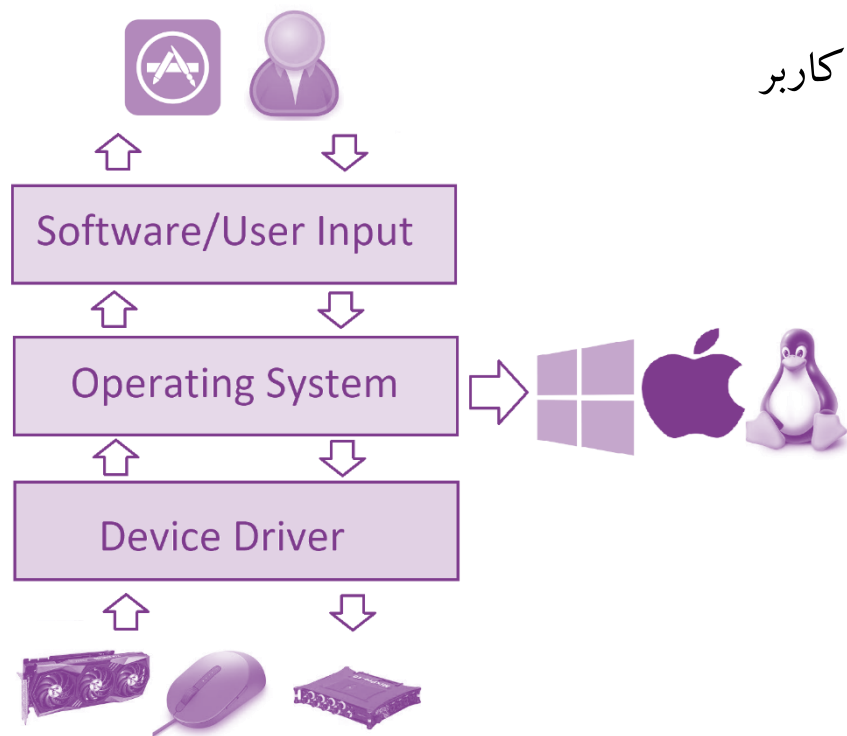 کاربر
Software/User Input
Operating System
Device Driver